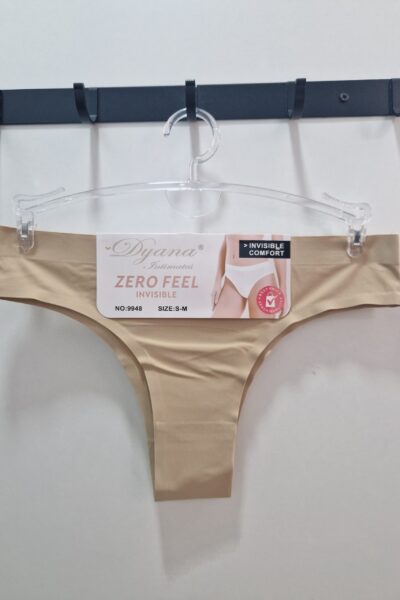 Dyana®
Intimates
ZERO FEEL
INVISIBLE
NO:9948 SIZE:S-M
> INVISIBLE
COMFORT